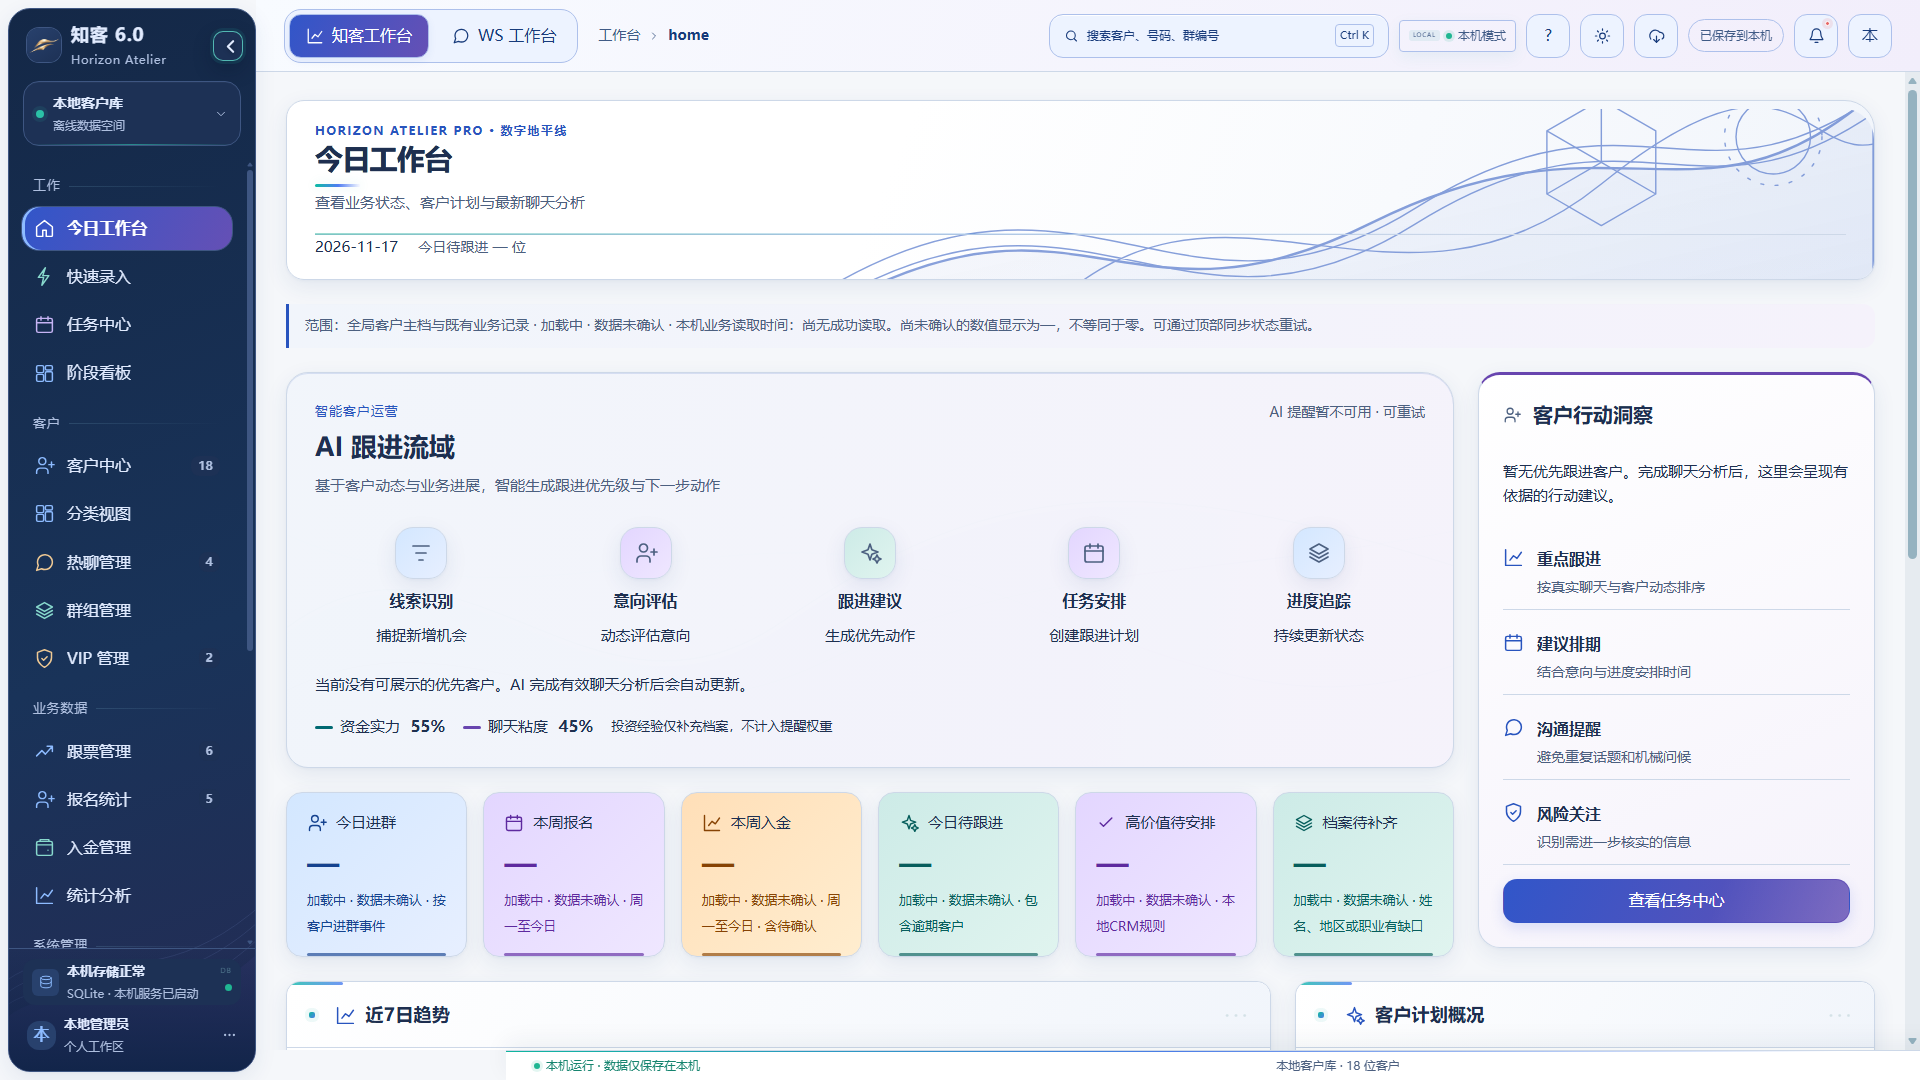 知客 6.0
Horizon Atelier
本地客户库
离线数据空间
工作
今日工作台
快速录入
任务中心
阶段看板
客户
客户中心 18
分类视图
热聊管理 4
群组管理
VIP 管理 2
业务数据
跟票管理 6
报名统计 5
入金管理
统计分析
系统管理
本机存储正常 DB
SQLite · 本机服务已启动
本 本地管理员
个人工作区
知客工作台 WS 工作台 工作台 › home
搜索客户、号码、群编号 Ctrl K LOCAL 本机模式 ? 已保存到本机 本
HORIZON ATELIER PRO • 数字地平线
今日工作台
查看业务状态、客户计划与最新聊天分析
2026-11-17 今日待跟进 — 位
范围：全局客户主档与既有业务记录 · 加载中 · 数据未确认 · 本机业务读取时间：尚无成功读取。尚未确认的数值显示为—，不等同于零。可通过顶部同步状态重试。
智能客户运营
AI 提醒暂不可用 · 可重试
AI 跟进流域
基于客户动态与业务进展，智能生成跟进优先级与下一步动作
线索识别
捕捉新增机会
意向评估
动态评估意向
跟进建议
生成优先动作
任务安排
创建跟进计划
进度追踪
持续更新状态
当前没有可展示的优先客户。AI 完成有效聊天分析后会自动更新。
资金实力 55% 聊天粘度 45% 投资经验仅补充档案，不计入提醒权重
客户行动洞察
暂无优先跟进客户。完成聊天分析后，这里会呈现有
依据的行动建议。
重点跟进
按真实聊天与客户动态排序
建议排期
结合意向与进度安排时间
沟通提醒
避免重复话题和机械问候
风险关注
识别需进一步核实的信息
查看任务中心
今日进群
—
加载中 · 数据未确认 · 按
客户进群事件
本周报名
—
加载中 · 数据未确认 · 周
一至今日
本周入金
—
加载中 · 数据未确认 · 周
一至今日 · 含待确认
今日待跟进
—
加载中 · 数据未确认 · 包
含逾期客户
高价值待安排
—
加载中 · 数据未确认 · 本
地CRM规则
档案待补齐
—
加载中 · 数据未确认 · 姓
名、地区或职业有缺口
近7日趋势
客户计划概况
本机运行 · 数据仅保存在本机
本地客户库 · 18 位客户